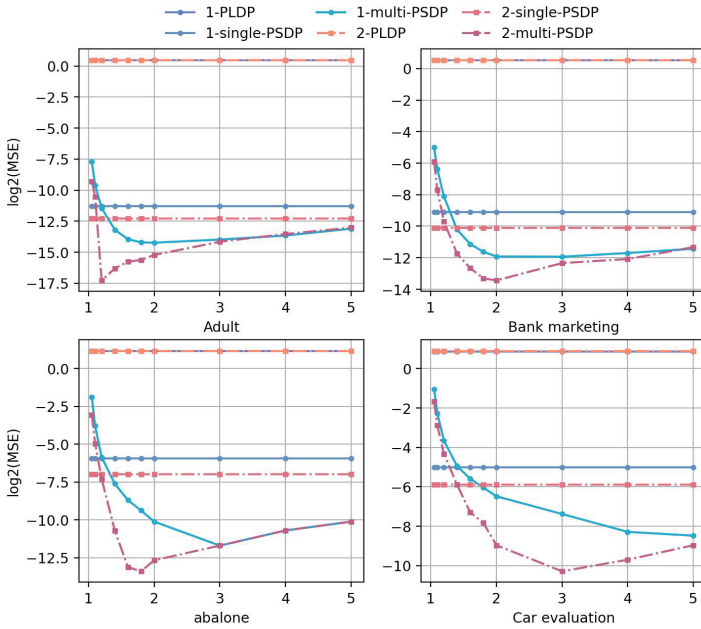 1-PLDP 1-multi-PSDP 2-single-PSDP
1-single-PSDP 2-PLDP 2-multi-PSDP
0.0
−2.5
−5.0
−7.5
−10.0
−12.5
−15.0
−17.5
log2(MSE)
1 2 3 4 5
Adult
0
−2
−4
−6
−8
−10
−12
−14
1 2 3 4 5
Bank marketing
0.0
−2.5
−5.0
−7.5
−10.0
−12.5
log2(MSE)
1 2 3 4 5
abalone
0
−2
−4
−6
−8
−10
1 2 3 4 5
Car evaluation